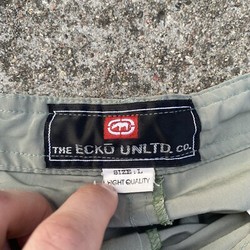 THE ECKO UNLTD. CO.
SIZE: L
HIGHT QUALITY